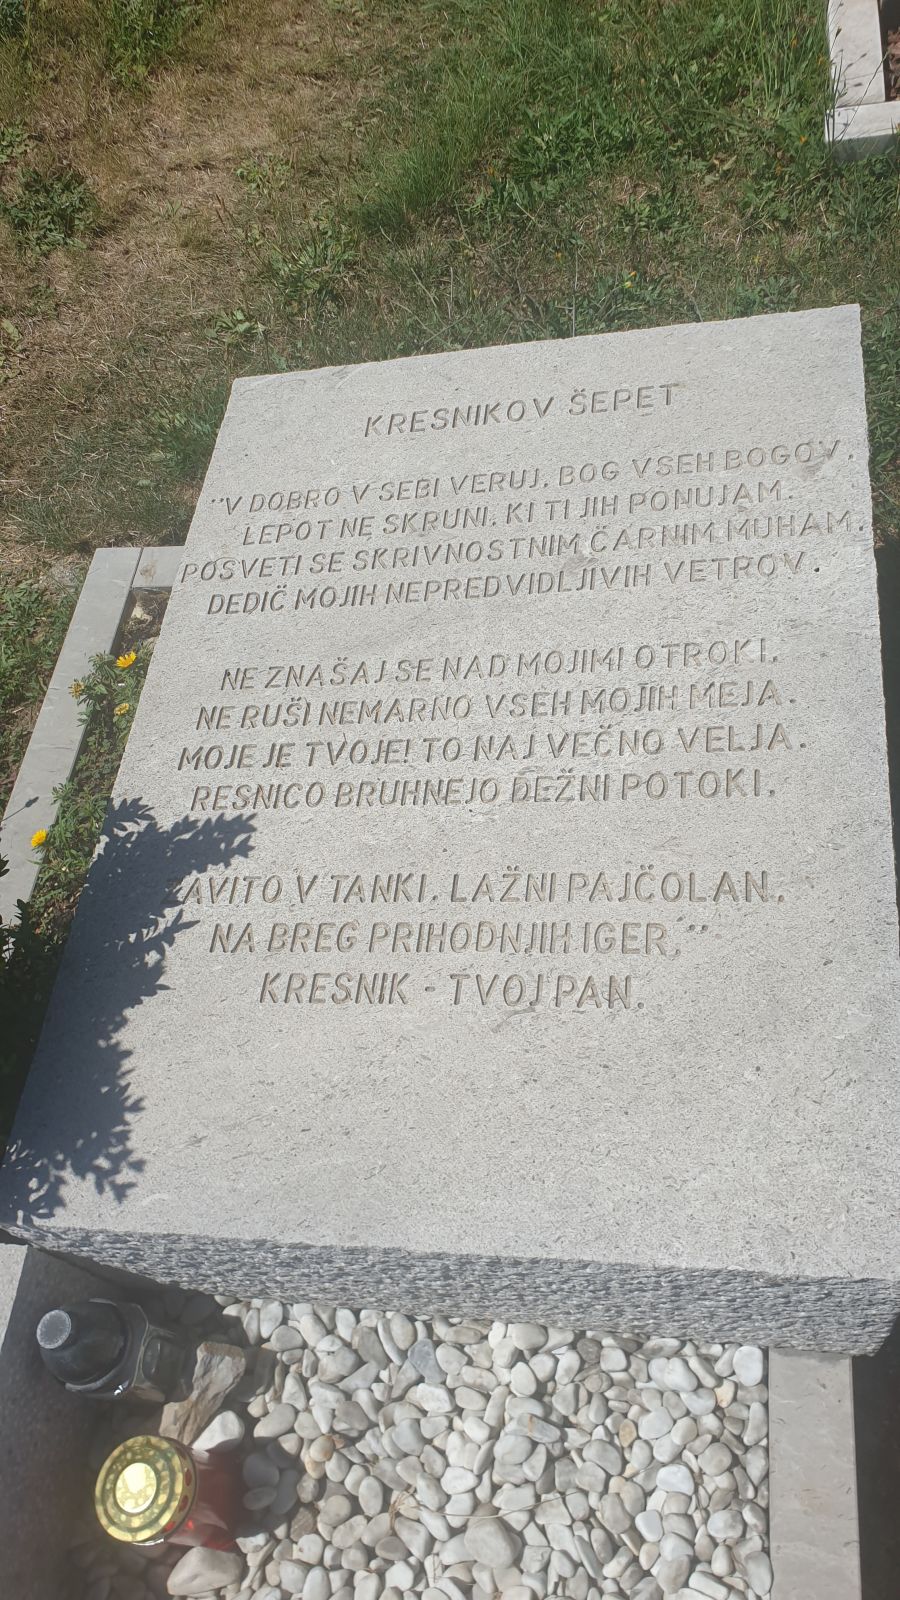 KRESNIKOV ŠEPET
"V DOBRO V SEBI VERUJ, BOG VSEH BOGOV,
LEPOT NE SKRUNI, KI TI JIH PONUJAM,
POSVETI SE SKRIVNOSTNIM ČARNIM MUHAM,
DEDIČ MOJIH NEPREDVIDLJIVIH VETROV.
NE ZNAŠAJ SE NAD MOJIMI OTROKI,
NE RUŠI NEMARNO VSEH MOJIH MEJA.
MOJE JE TVOJE! TO NAJ VEČNO VELJA.
RESNICO BRUHNEJO DEŽNI POTOKI,
ZAVITO V TANKI, LAŽNI PAJČOLAN,
NA BREG PRIHODNJIH IGER."
KRESNIK - TVOJ PAN.